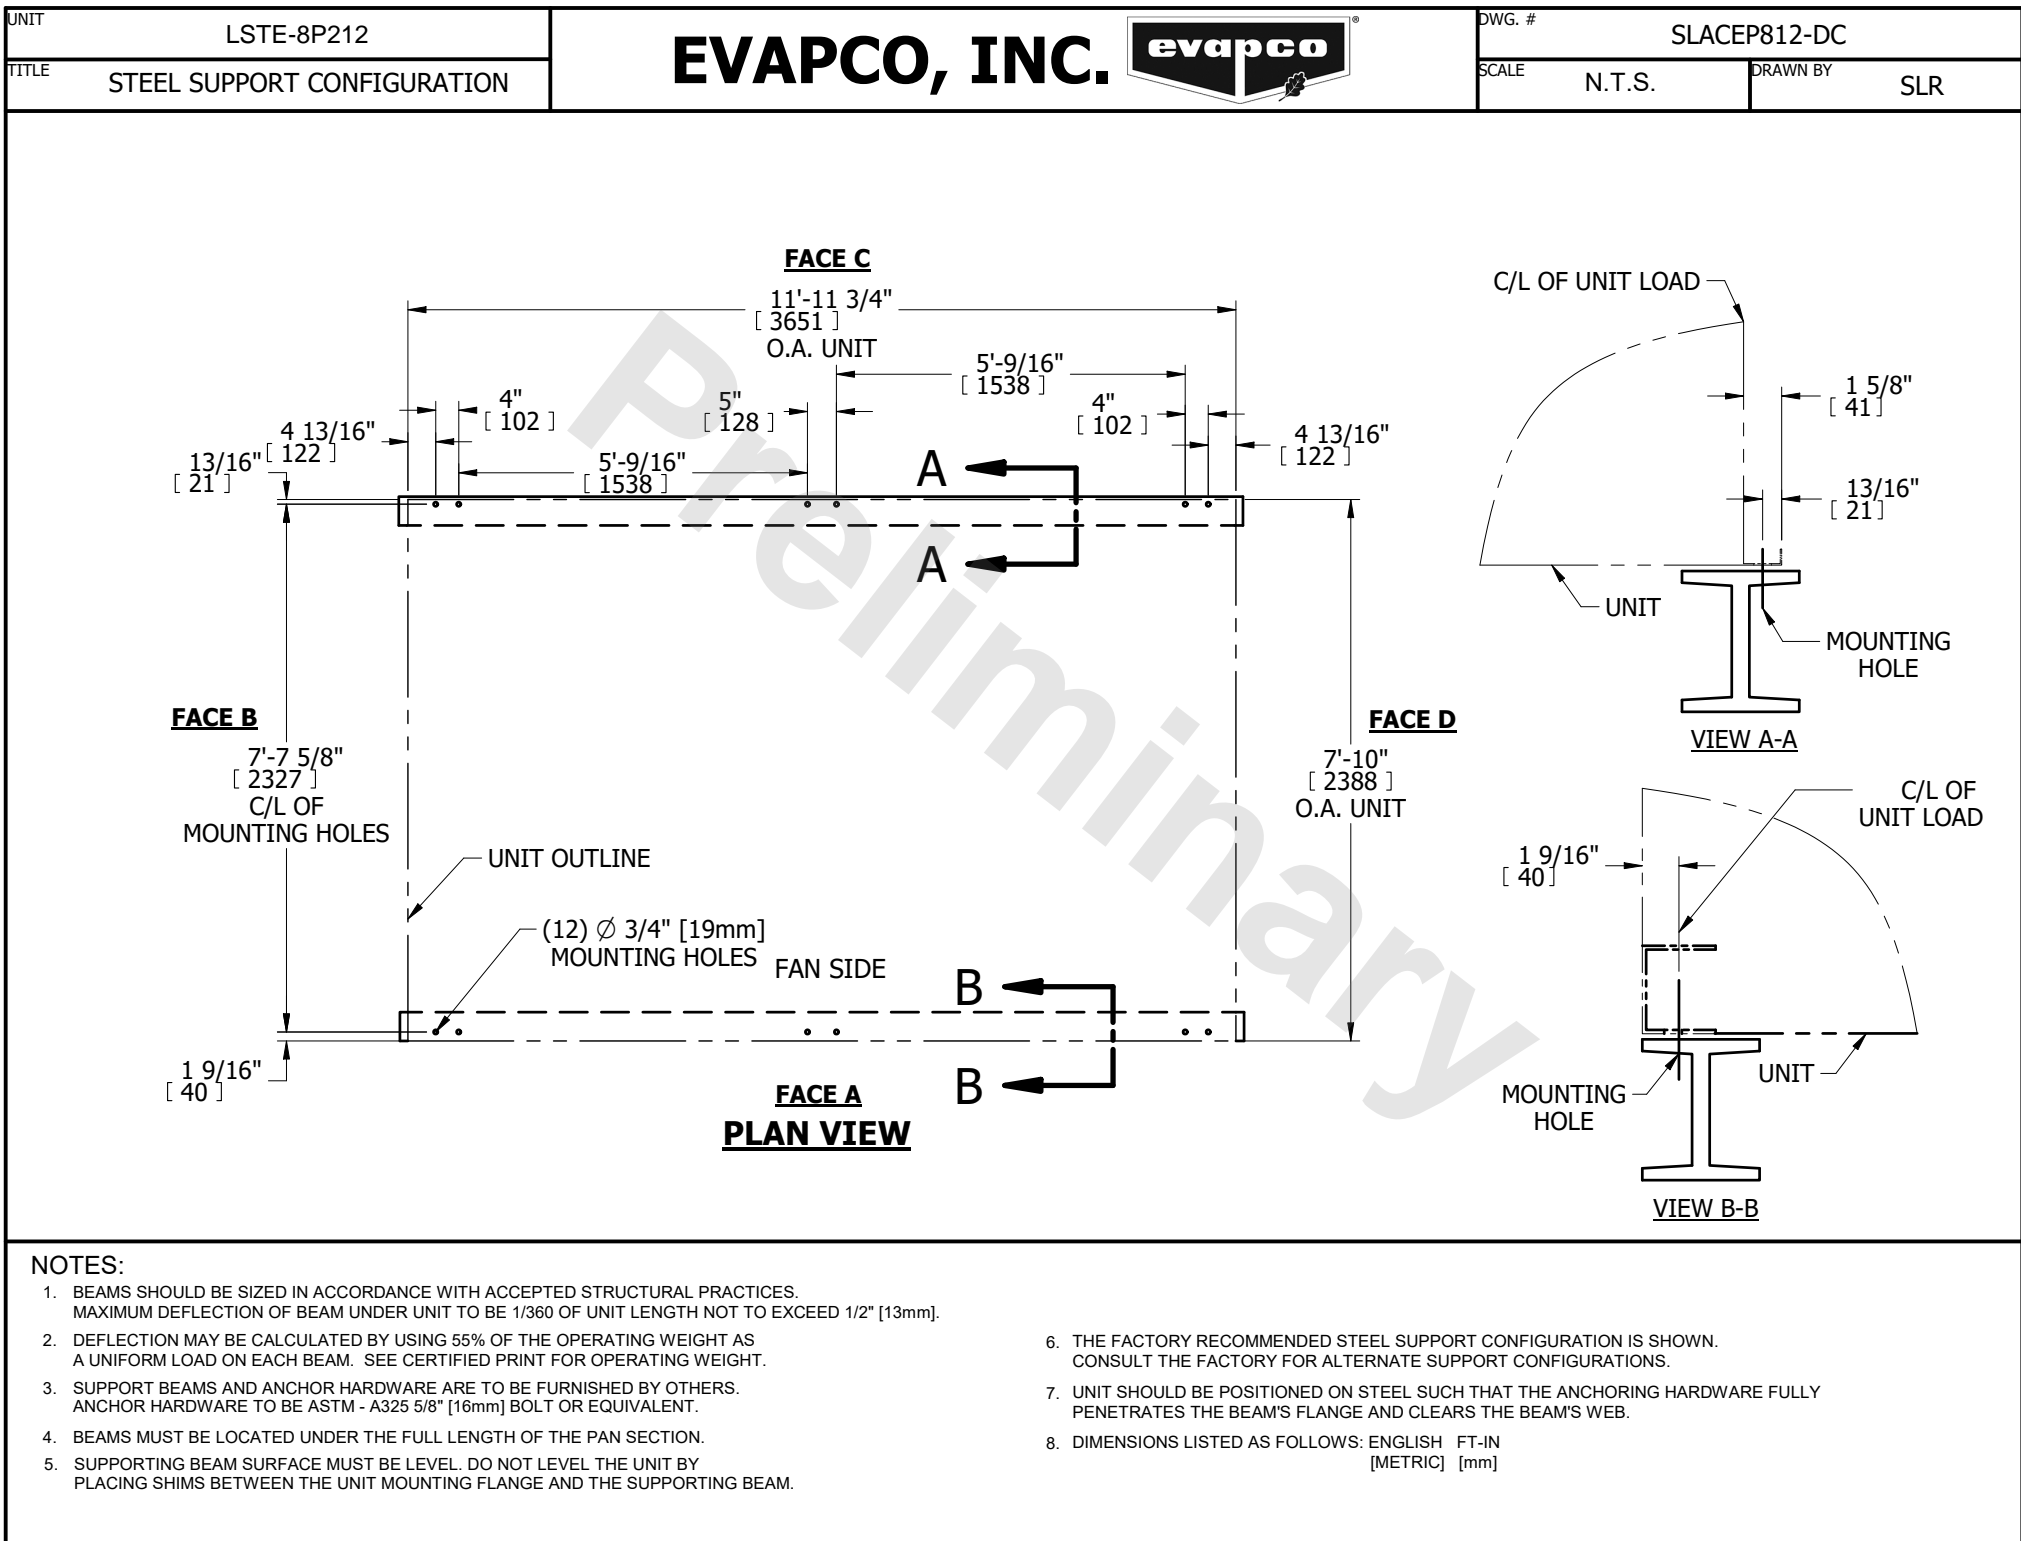 UNIT
LSTE-8P212
TITLE
STEEL SUPPORT CONFIGURATION
EVAPCO, INC.
evapco
®
DWG. #
SLACEP812-DC
SCALE
N.T.S.
DRAWN BY
SLR
FACE C
11'-11 3/4"
[ 3651 ]
O.A. UNIT
5'-9/16"
[ 1538 ]
4"
[ 102 ]
5"
[ 128 ]
4"
[ 102 ]
4 13/16"
[ 122 ]
4 13/16"
[ 122 ]
13/16"
[ 21 ]
5'-9/16"
[ 1538 ]
A
A
FACE B
7'-7 5/8"
[ 2327 ]
C/L OF
MOUNTING HOLES
FACE D
7'-10"
[ 2388 ]
O.A. UNIT
UNIT OUTLINE
(12) ∅ 3/4" [19mm]
MOUNTING HOLES
FAN SIDE
B
B
1 9/16"
[ 40 ]
FACE A
PLAN VIEW
Preliminary
C/L OF UNIT LOAD
1 5/8"
[ 41 ]
13/16"
[ 21 ]
UNIT
MOUNTING
HOLE
VIEW A-A
C/L OF
UNIT LOAD
1 9/16"
[ 40 ]
UNIT
MOUNTING
HOLE
VIEW B-B
NOTES:
1. BEAMS SHOULD BE SIZED IN ACCORDANCE WITH ACCEPTED STRUCTURAL PRACTICES.
MAXIMUM DEFLECTION OF BEAM UNDER UNIT TO BE 1/360 OF UNIT LENGTH NOT TO EXCEED 1/2" [13mm].
2. DEFLECTION MAY BE CALCULATED BY USING 55% OF THE OPERATING WEIGHT AS
A UNIFORM LOAD ON EACH BEAM. SEE CERTIFIED PRINT FOR OPERATING WEIGHT.
3. SUPPORT BEAMS AND ANCHOR HARDWARE ARE TO BE FURNISHED BY OTHERS.
ANCHOR HARDWARE TO BE ASTM - A325 5/8" [16mm] BOLT OR EQUIVALENT.
4. BEAMS MUST BE LOCATED UNDER THE FULL LENGTH OF THE PAN SECTION.
5. SUPPORTING BEAM SURFACE MUST BE LEVEL. DO NOT LEVEL THE UNIT BY
PLACING SHIMS BETWEEN THE UNIT MOUNTING FLANGE AND THE SUPPORTING BEAM.
6. THE FACTORY RECOMMENDED STEEL SUPPORT CONFIGURATION IS SHOWN.
CONSULT THE FACTORY FOR ALTERNATE SUPPORT CONFIGURATIONS.
7. UNIT SHOULD BE POSITIONED ON STEEL SUCH THAT THE ANCHORING HARDWARE FULLY
PENETRATES THE BEAM'S FLANGE AND CLEARS THE BEAM'S WEB.
8. DIMENSIONS LISTED AS FOLLOWS: ENGLISH FT-IN
[METRIC] [mm]